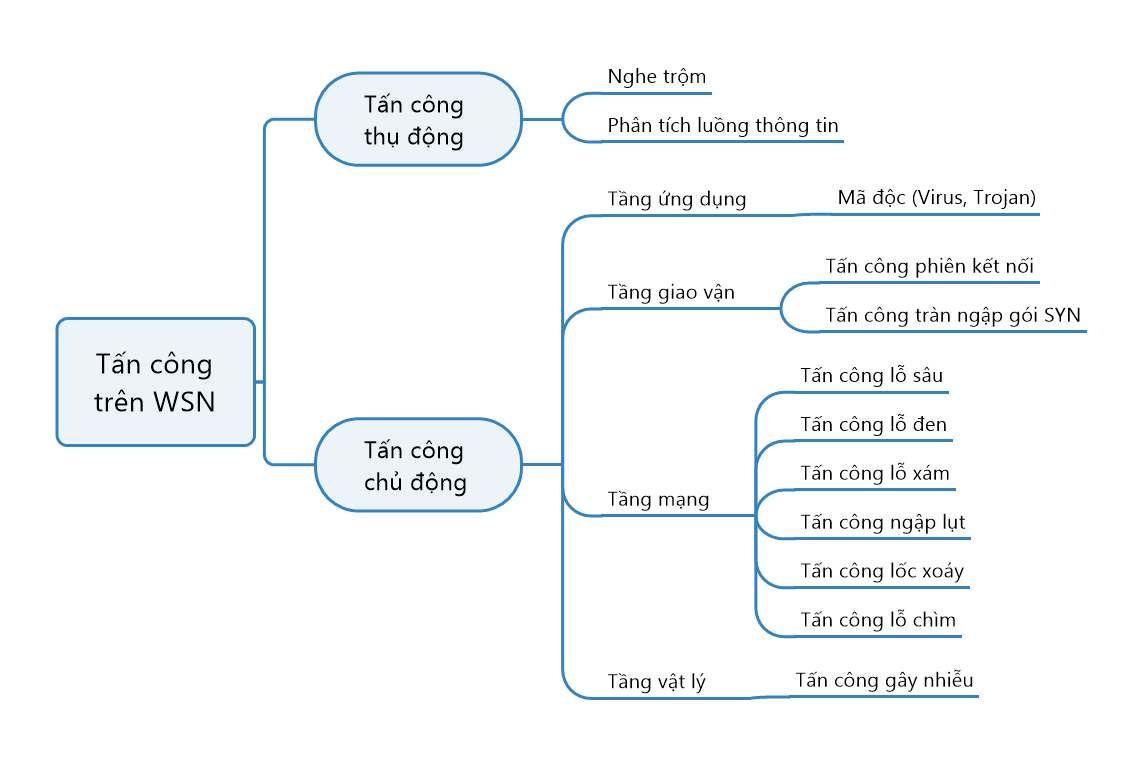 Tấn công
trên WSN
Tấn công
thụ động
Nghe trộm
Phân tích luồng thông tin
Tấn công
chủ động
Tầng ứng dụng
Mã độc (Virus, Trojan)
Tầng giao vận
Tấn công phiên kết nối
Tấn công tràn ngập gói SYN
Tầng mạng
Tấn công lỗ sâu
Tấn công lỗ đen
Tấn công lỗ xám
Tấn công ngập lụt
Tấn công lốc xoáy
Tấn công lỗ chìm
Tầng vật lý
Tấn công gây nhiễu